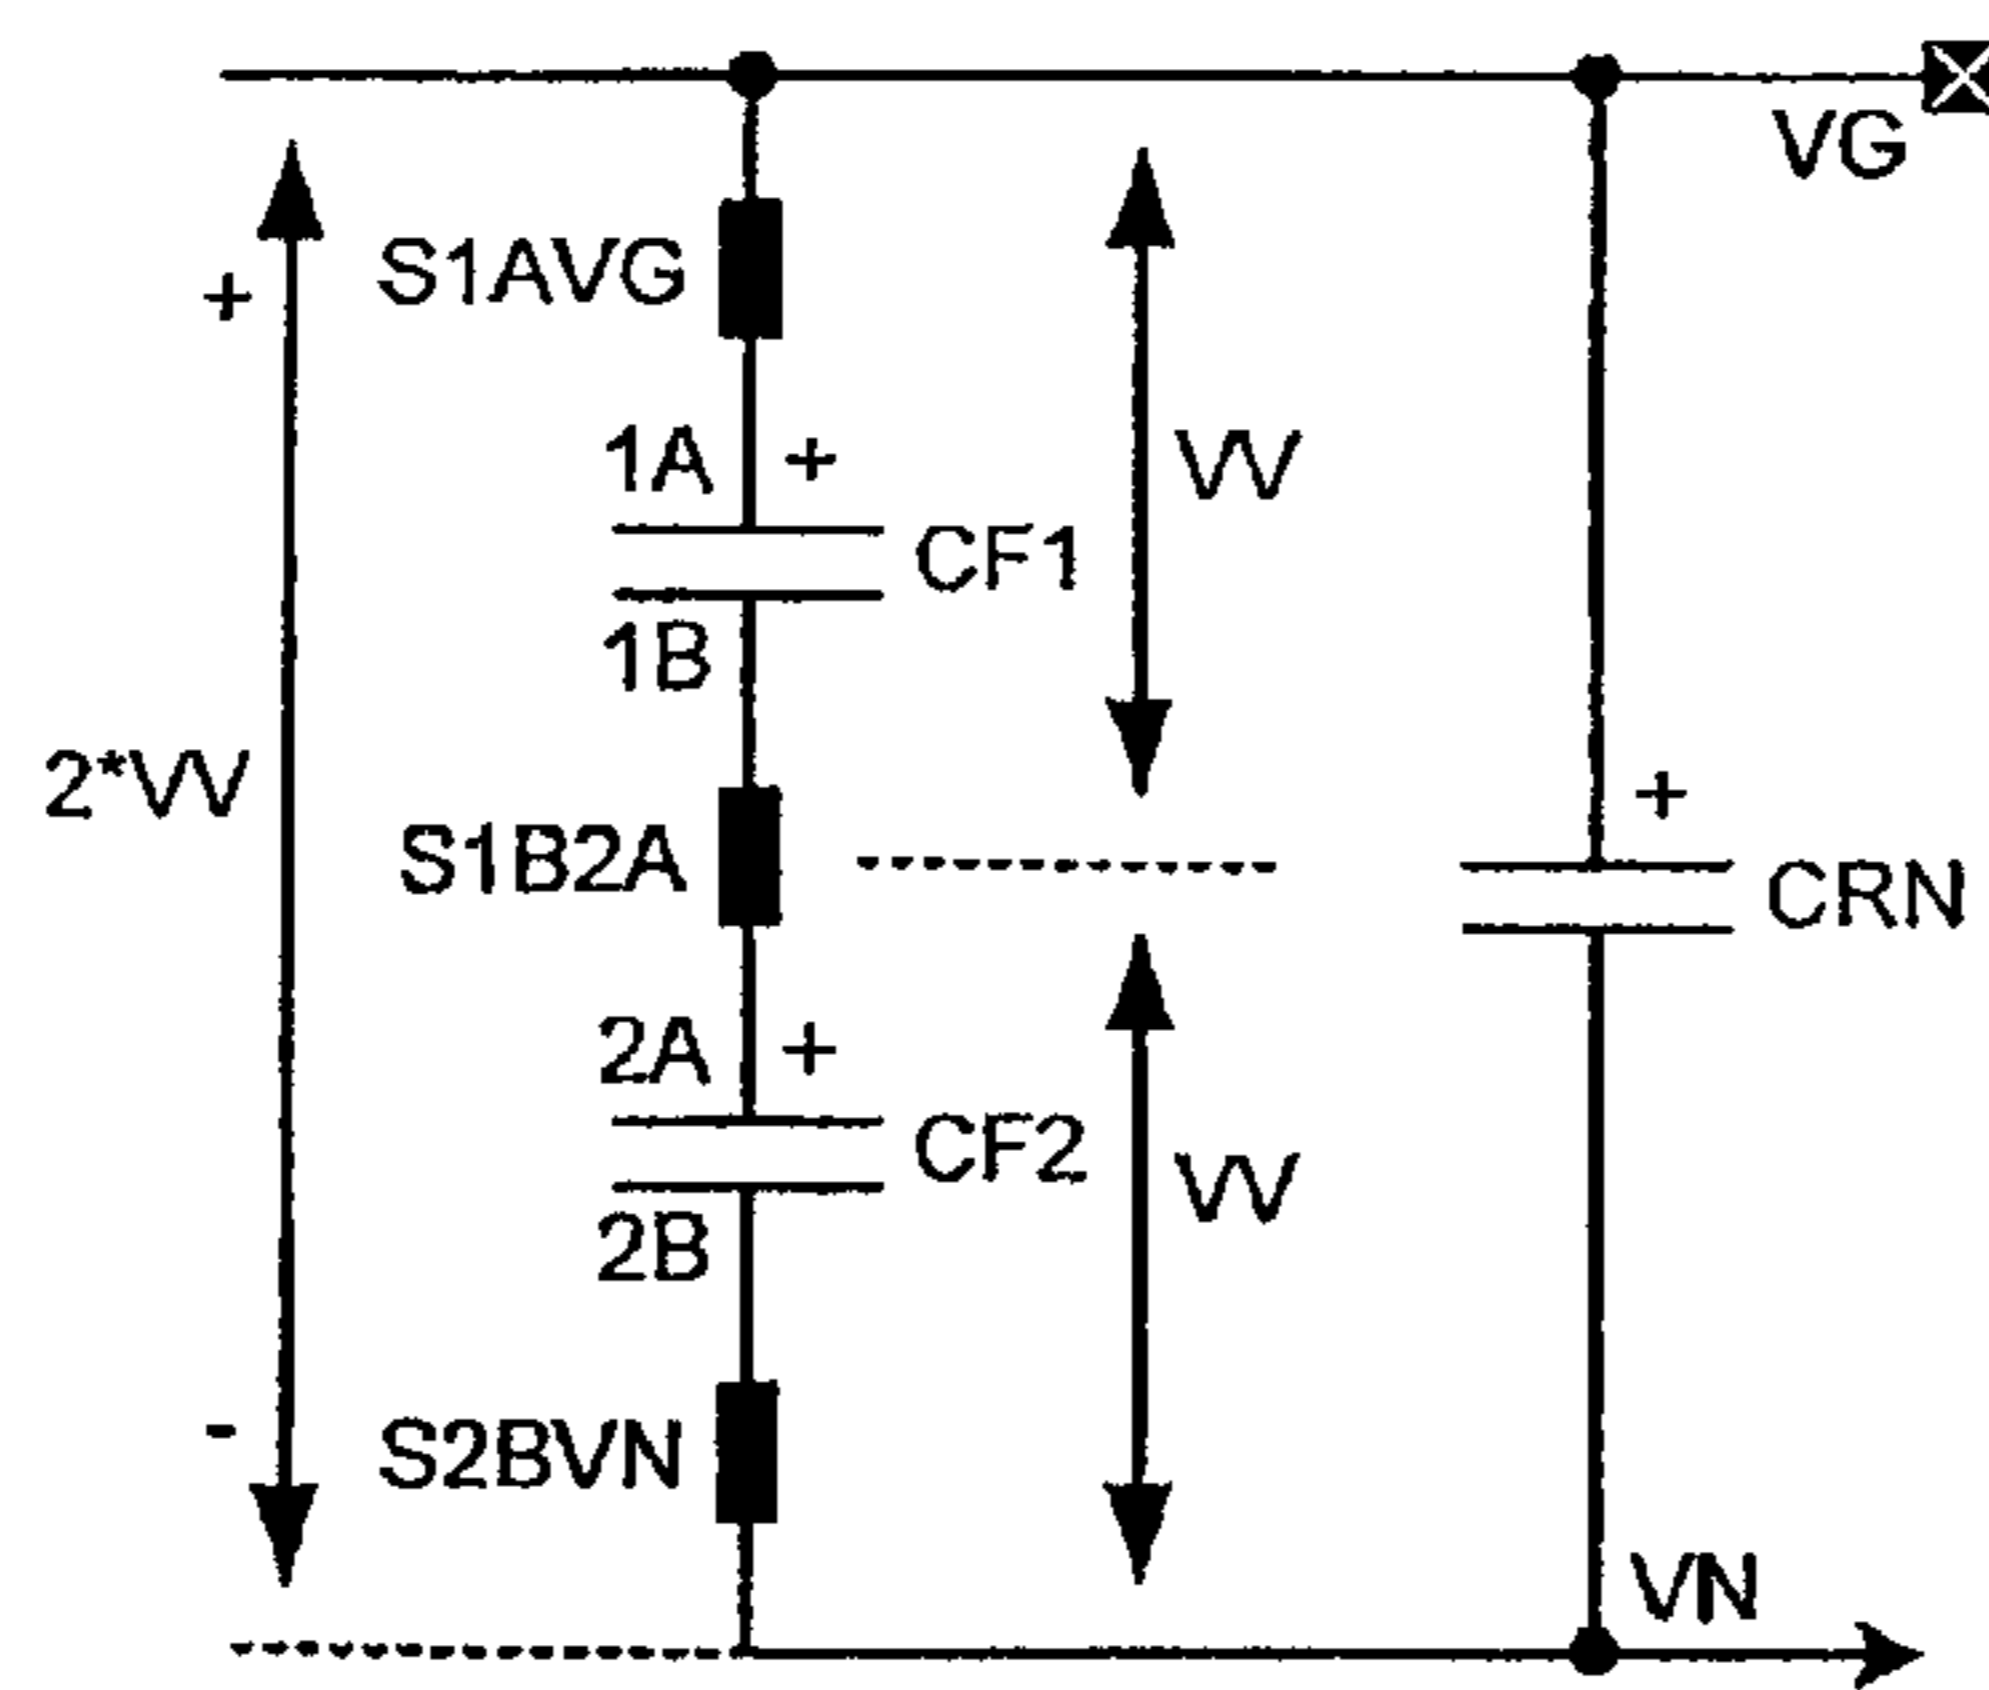 VG
+
S1AVG
1A +
VV
CF1
1B
2*VV
+
S1B2A
CRN
2A +
CF2
VV
2B
-
S2BVN
VN